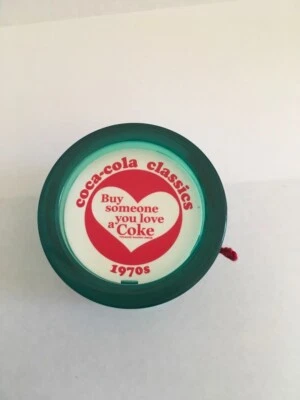 coca-cola classics
Buy
someone
you love
a Coke
1970s